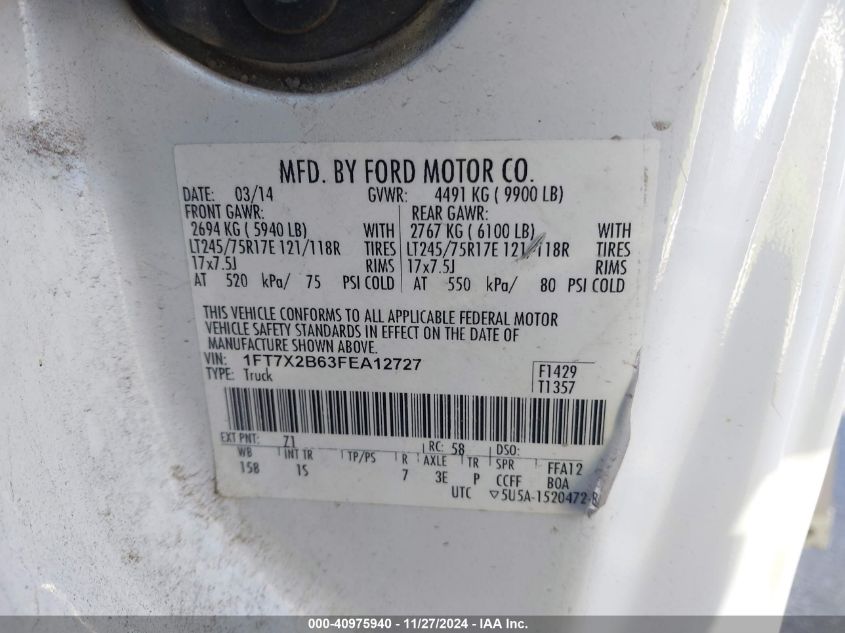 MFD. BY FORD MOTOR CO.
DATE: 03/14 GVWR: 4491 KG ( 9900 LB)
FRONT GAWR: REAR GAWR:
2694 KG ( 5940 LB) WITH 2767 KG ( 6100 LB) WITH
LT245/75R17E 121/118R TIRES LT245/75R17E 121/118R TIRES
17x7.5J RIMS 17x7.5J RIMS
AT 520 kPa/ 75 PSI COLD AT 550 kPa/ 80 PSI COLD
THIS VEHICLE CONFORMS TO ALL APPLICABLE FEDERAL MOTOR
VEHICLE SAFETY STANDARDS IN EFFECT ON THE DATE OF
MANUFACTURE SHOWN ABOVE.
VIN: 1FT7X2B63FEA12727
TYPE: Truck
F1429
T1357
EXT PNT: Z1 RC: 58 DSO:
WB INT TR TP/PS R AXLE TR SPR FFA12
158 1S 7 3E P CCFF BOA
UTC ▽5U5A-1520472-B
000-40975940 - 11/27/2024 - IAA Inc.